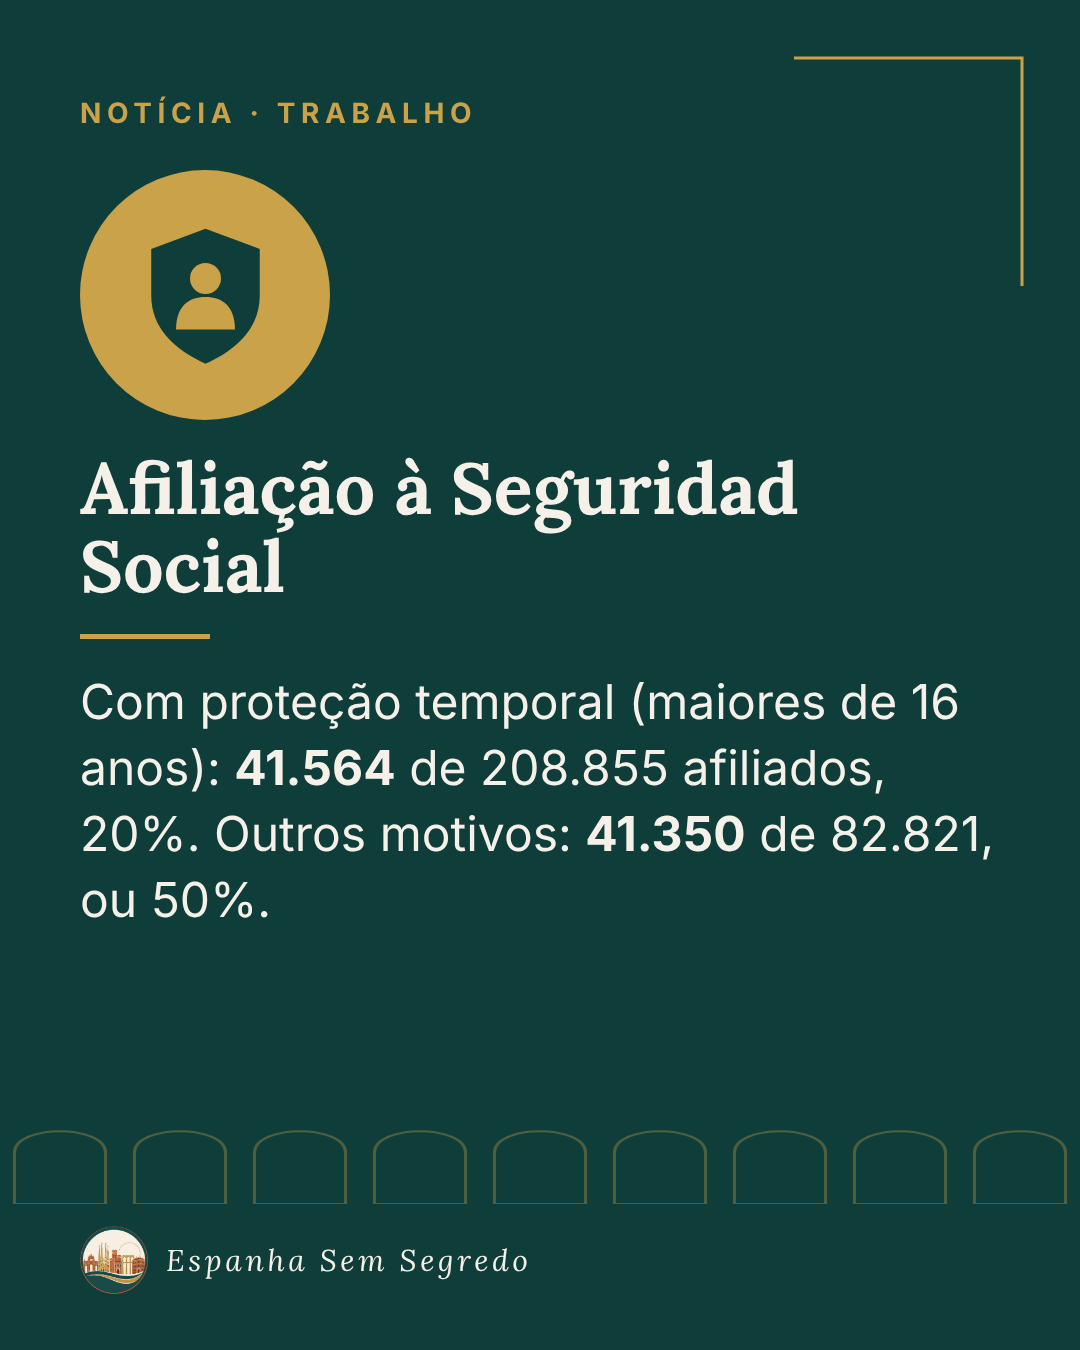 NOTÍCIA · TRABALHO
Afiliação à Seguridad
Social
Com proteção temporal (maiores de 16
anos): 41.564 de 208.855 afiliados,
20%. Outros motivos: 41.350 de 82.821,
ou 50%.
Espanha Sem Segredo